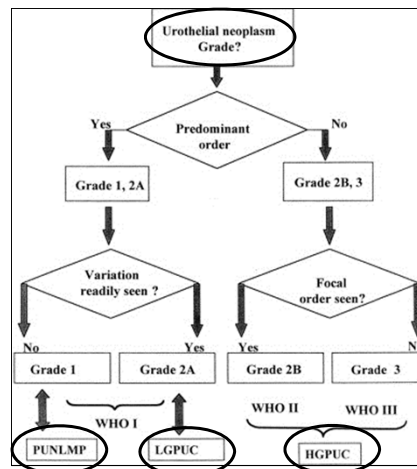 Urothelial neoplasm
Grade?
Yes
No
Predominant
order
Grade 1, 2A
Grade 2B, 3
Variation
readily seen ?
Focal
order seen?
No
Yes
Yes
N
Grade 1
Grade 2A
Grade 2B
Grade 3
WHO I
WHO II
WHO III
PUNLMP
LGPUC
HGPUC